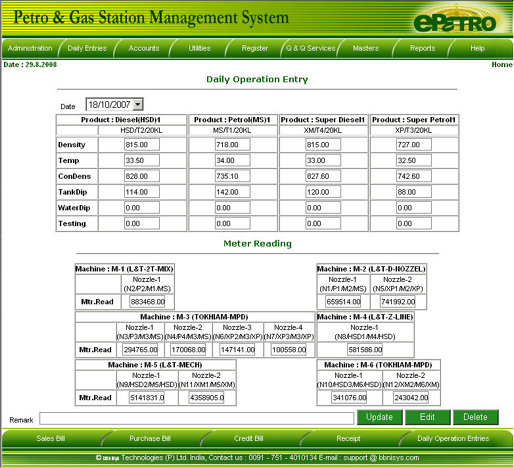 Petro & Gas Station Management System
ePetro
Administration Daily Entries Accounts Utilities Register Q & Q Services Masters Reports Help
Date : 29.8.2008 Home
Daily Operation Entry
Date 18/10/2007
Product : Diesel(HSD)1 Product : Petrol(MS)1 Product : Super Diesel1 Product : Super Petrol1
HSD/T2/20KL MS/T1/20KL XM/T4/20KL XP/T3/20KL
Density 815.00 718.00 815.00 727.00
Temp 33.50 34.00 33.00 32.50
ConDens 828.00 735.10 827.60 742.60
TankDip 114.00 142.00 120.00 88.00
WaterDip 0.00 0.00 0.00 0.00
Testing 0.00 0.00 0.00 0.00
Meter Reading
Machine : M-1 (L&T-2T-MIX) Machine : M-2 (L&T-D-NOZZEL)
Nozzle-1 Nozzle-1 Nozzle-2
(N2/P2/M1/MS) (N1/P1/M2/MS) (N5/XP1/M2/XP)
Mtr.Read 883468.00 659514.00 741992.00
Machine : M-3 (TOKHIAM-MPD) Machine : M-4 (L&T-Z-LINE)
Nozzle-1 Nozzle-2 Nozzle-3 Nozzle-4 Nozzle-1
(N3/P3/M3/MS) (N4/P4/M3/MS) (N6/XP2/M3/XP) (N7/XP3/M3/XP) (N8/HSD1/M4/HSD)
Mtr.Read 294765.00 170068.00 147141.00 100558.00 581586.00
Machine : M-5 (L&T-MECH) Machine : M-6 (TOKHIAM-MPD)
Nozzle-1 Nozzle-2 Nozzle-1 Nozzle-2
(N9/HSD2/M5/HSD) (N11/XM1/M5/XM) (N10/HSD3/M6/HSD) (N12/XM2/M6/XM)
Mtr.Read 5141831.0 4358905.0 341076.00 243042.00
Remark Update Edit Delete
Sales Bill Purchase Bill Credit Bill Receipt Daily Operation Entries
© bbnisys Technologies (P) Ltd. India, Contact us : 0091 - 751 - 4010134 E-mail : support @ bbnisys.com